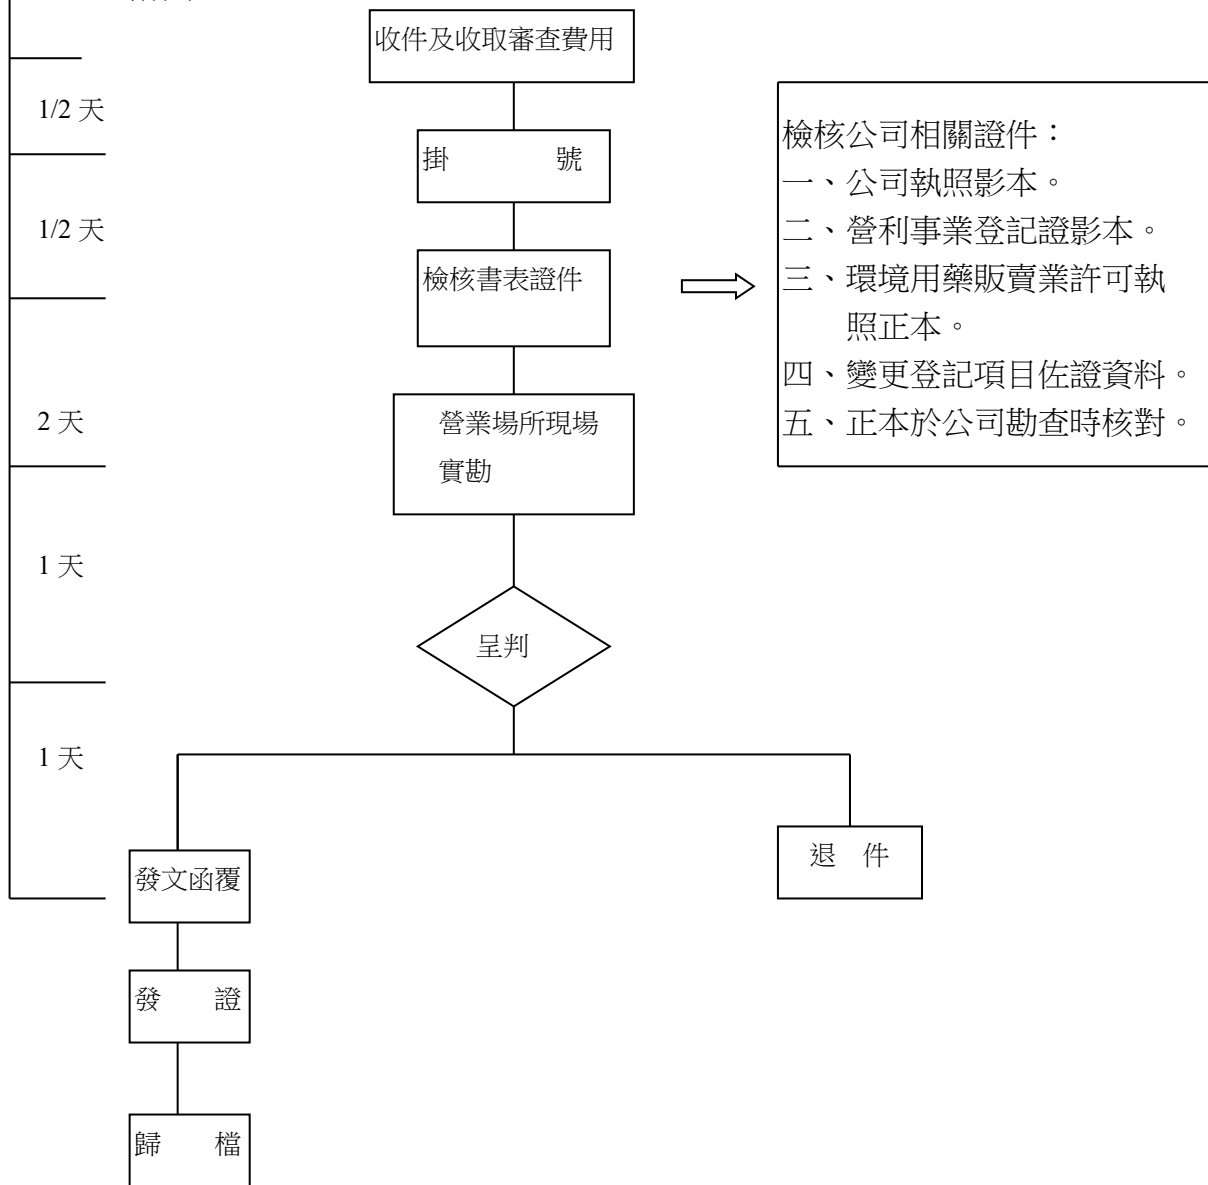 收件及收取審查費用
1/2 天
掛 號
檢核公司相關證件：
一、公司執照影本。
二、營利事業登記證影本。
三、環境用藥販賣業許可執
照正本。
四、變更登記項目佐證資料。
五、正本於公司勘查時核對。
1/2 天
檢核書表證件
2 天
營業場所現場
實勘
1 天
呈判
1 天
退 件
發文函覆
發 證
歸 檔